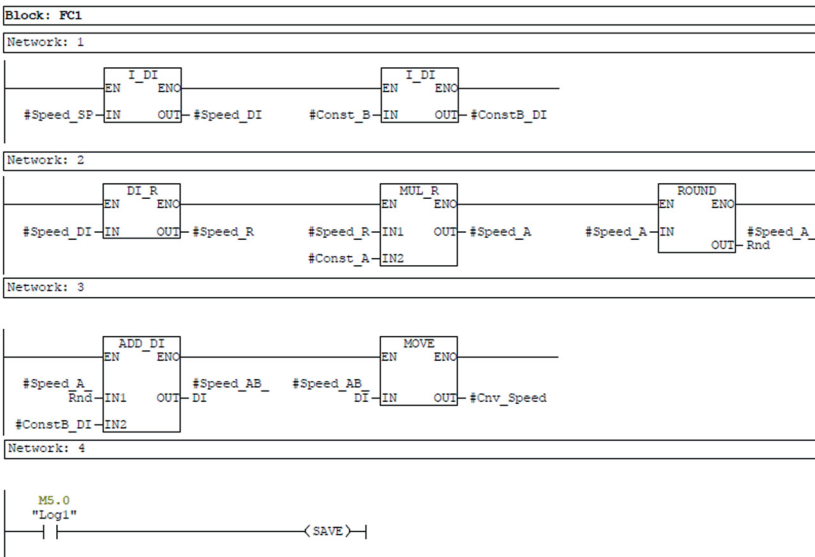 Block: FC1
Network: 1
I_DI I_DI
EN ENO EN ENO
#Speed_SP IN OUT #Speed_DI #Const_B IN OUT #ConstB_DI
Network: 2
DI_R MUL_R ROUND
EN ENO EN ENO EN ENO
#Speed_DI IN OUT #Speed_R #Speed_R IN1 OUT #Speed_A #Speed_A IN #Speed_A_
OUT Rnd
#Const_A IN2
Network: 3
ADD_DI MOVE
EN ENO EN ENO
#Speed_A_ #Speed_AB_ #Speed_AB_
Rnd IN1 OUT DI DI IN OUT #Cnv_Speed
#ConstB_DI IN2
Network: 4
M5.0
"Log1"
(SAVE)